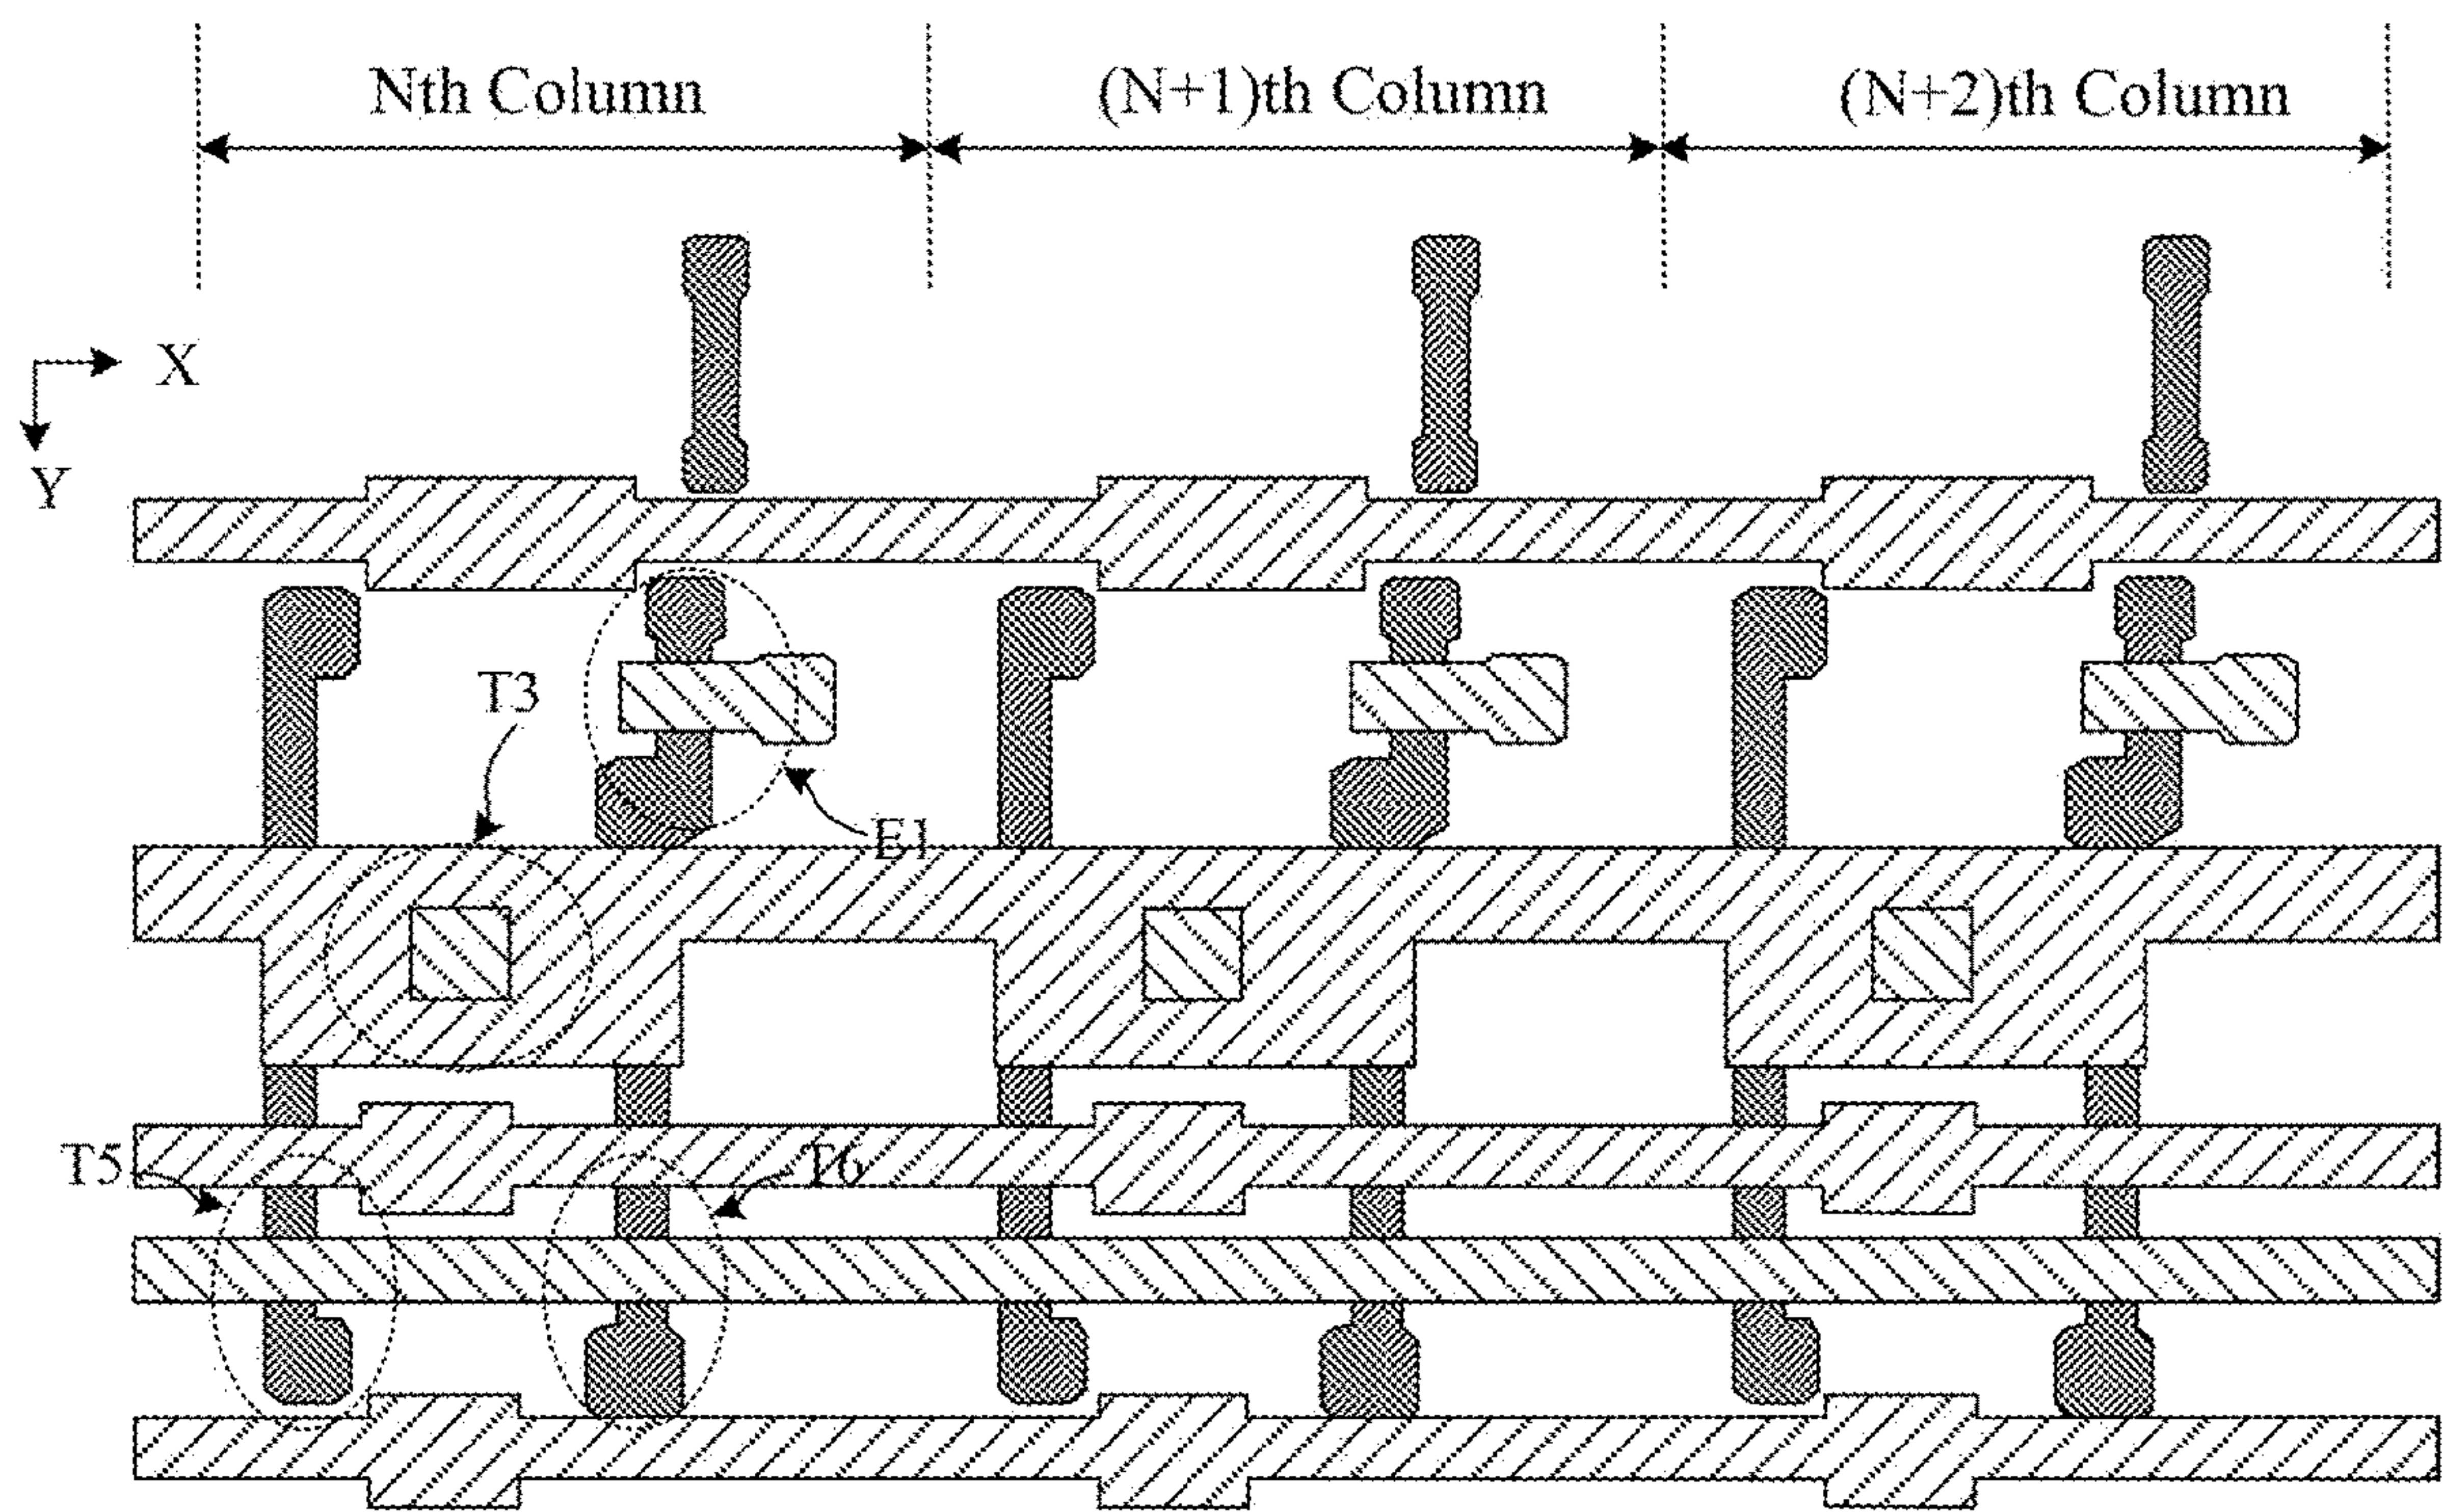 Nth Column (N+1)th Column (N+2)th Column
X
Y
T3
E1
T5
T6